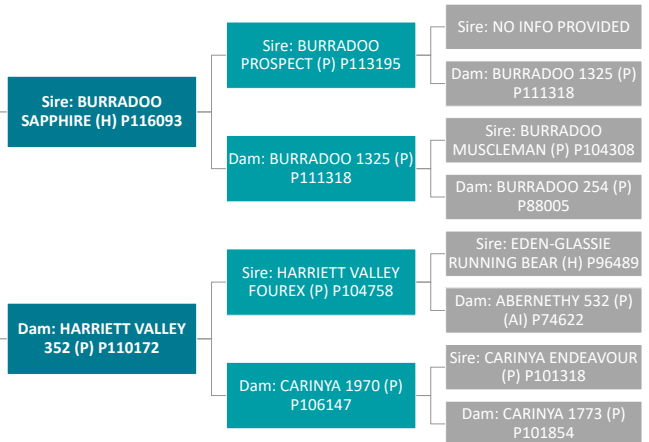 Sire: BURRADOO
SAPPHIRE (H) P116093
Sire: BURRADOO
PROSPECT (P) P113195
Sire: NO INFO PROVIDED
Dam: BURRADOO 1325 (P)
P111318
Dam: BURRADOO 1325 (P)
P111318
Sire: BURRADOO
MUSCLEMAN (P) P104308
Dam: BURRADOO 254 (P)
P88005
Dam: HARRIETT VALLEY
352 (P) P110172
Sire: HARRIETT VALLEY
FOUREX (P) P104758
Sire: EDEN-GLASSIE
RUNNING BEAR (H) P96489
Dam: ABERNETHY 532 (P)
(AI) P74622
Dam: CARINYA 1970 (P)
P106147
Sire: CARINYA ENDEAVOUR
(P) P101318
Dam: CARINYA 1773 (P)
P101854